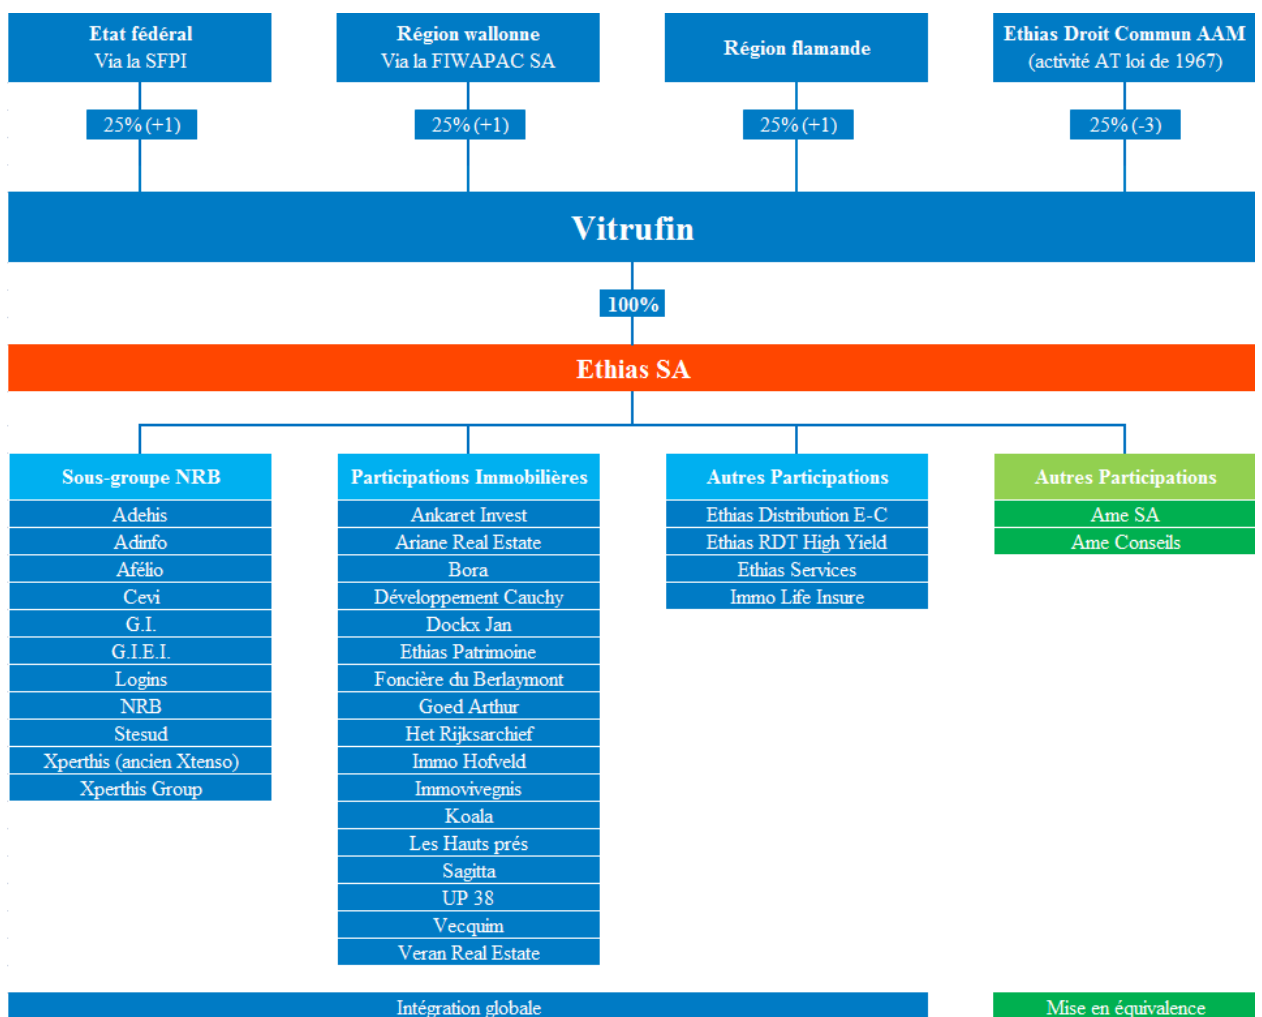 Etat fédéral
Via la SFPI
Région wallonne
Via la FIWAPAC SA
Région flamande
Ethias Droit Commun AAM
(activité AT loi de 1967)
25% (+1)
25% (+1)
25% (+1)
25% (-3)
Vitrufin
100%
Ethias SA
Sous-groupe NRB
Adehis
Adinfo
Afélio
Cevi
G.I.
G.I.E.I.
Logins
NRB
Stesud
Xperthis (ancien Xtenso)
Xperthis Group
Participations Immobilières
Ankaret Invest
Ariane Real Estate
Bora
Développement Cauchy
Dockx Jan
Ethias Patrimoine
Foncière du Berlaymont
Goed Arthur
Het Rijksarchief
Immo Hofveld
Immovivegnis
Koala
Les Hauts prés
Sagitta
UP 38
Vecquim
Veran Real Estate
Autres Participations
Ethias Distribution E-C
Ethias RDT High Yield
Ethias Services
Immo Life Insure
Autres Participations
Ame SA
Ame Conseils
Intégration globale
Mise en équivalence